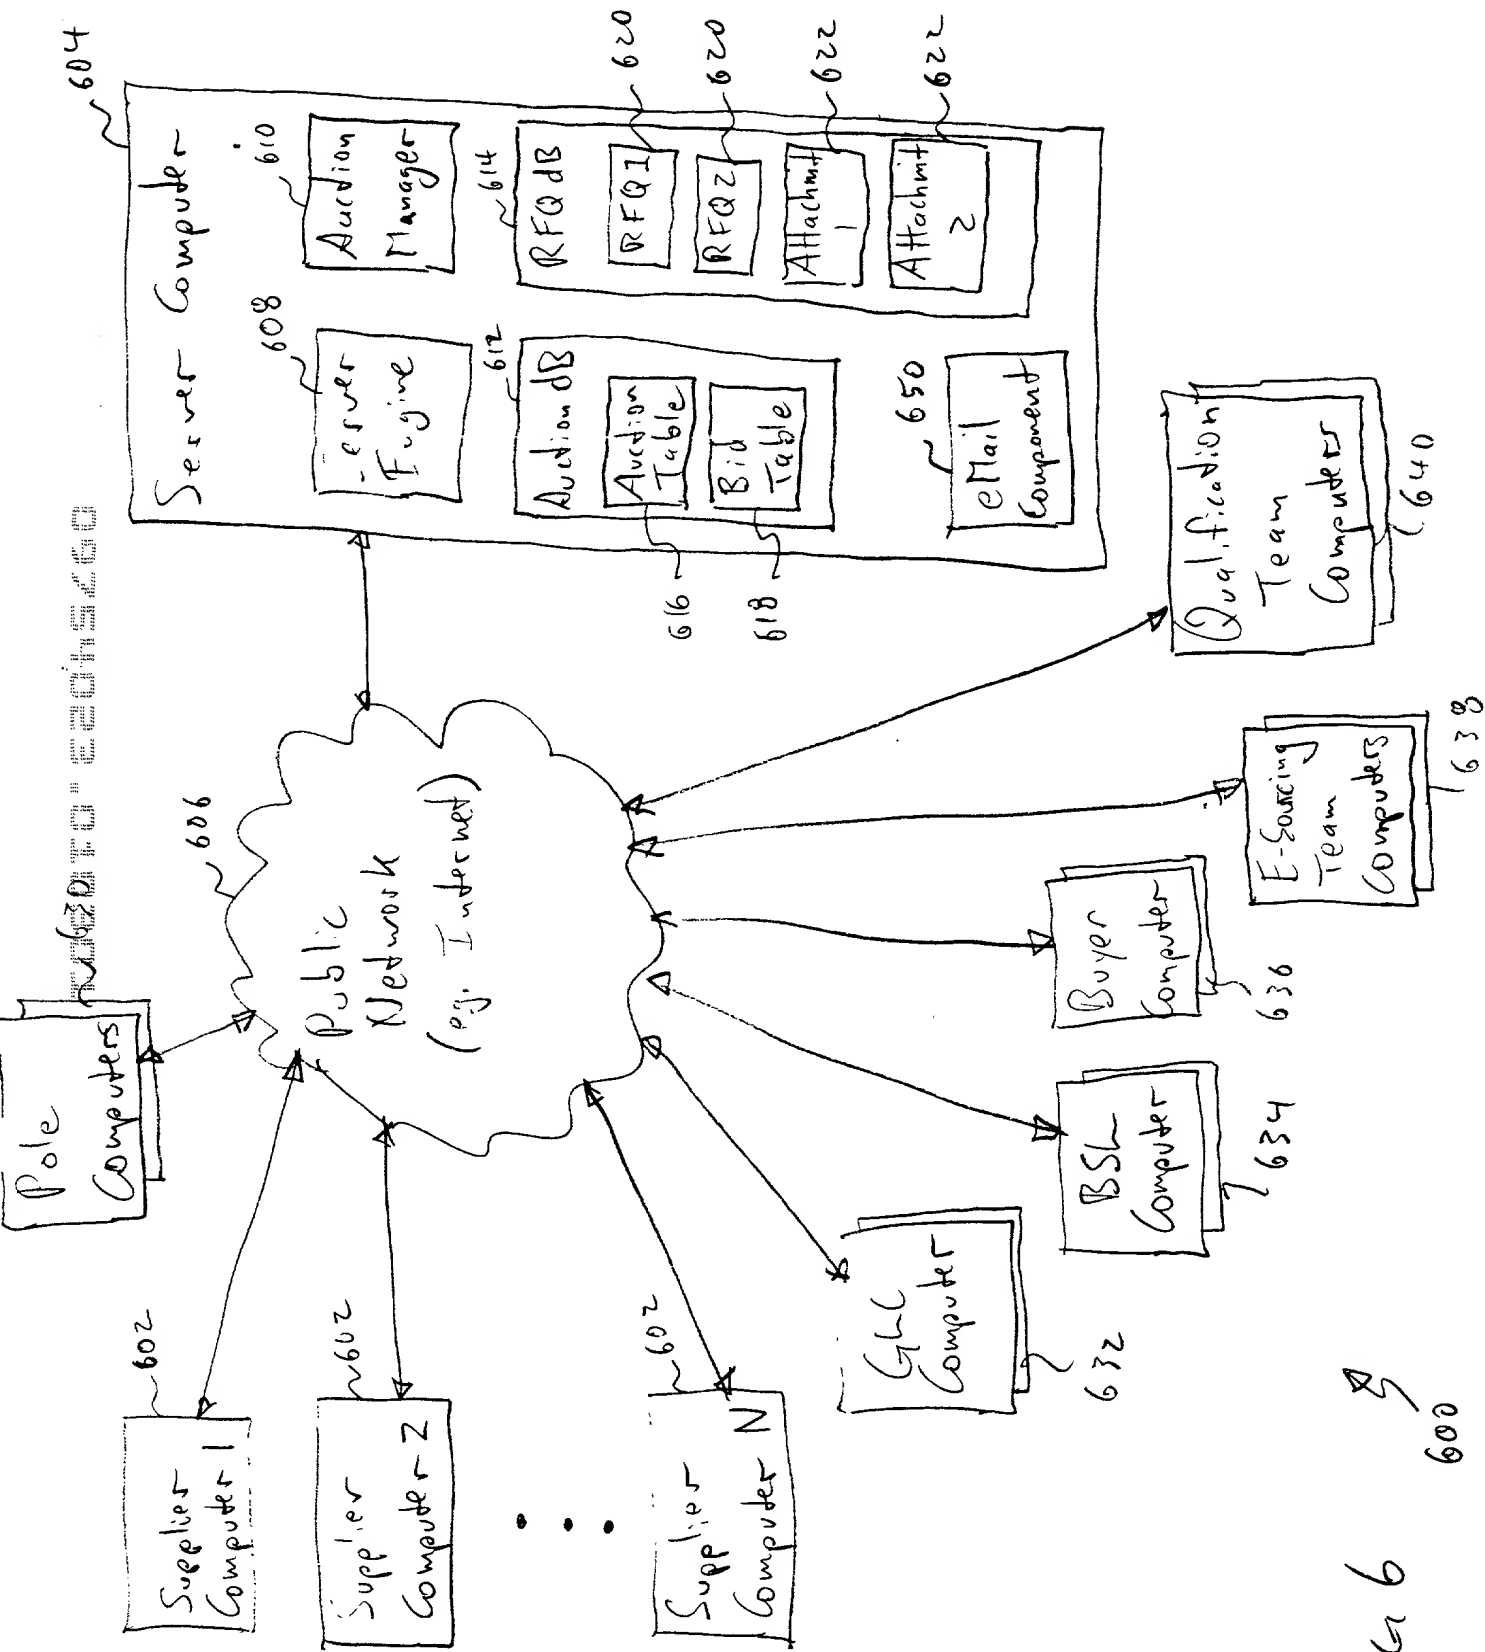 Server Computer
604
Server
Engine
608
Auction
Manager
610
Auction dB
612
Auction
Table
616
Bid
Table
618
RFQ dB
614
RFQ1
620
RFQ2
620
Attachmt
1
622
Attachmt
2
622
eMail
Component
650
Pole
Computers
630
Public
Network
(eg. Internet)
606
Supplier
Computer 1
602
Supplier
Computer 2
602
Supplier
Computer N
602
Computer
632
Computer
634
Buyer
Computer
636
E-Sourcing
Team
Computers
638
Qualification
Team
Computers
640
600
G 6